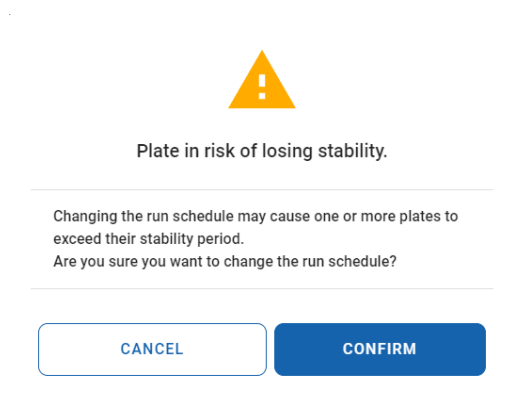 Plate in risk of losing stability.
Changing the run schedule may cause one or more plates to
exceed their stability period.
Are you sure you want to change the run schedule?
CANCEL
CONFIRM